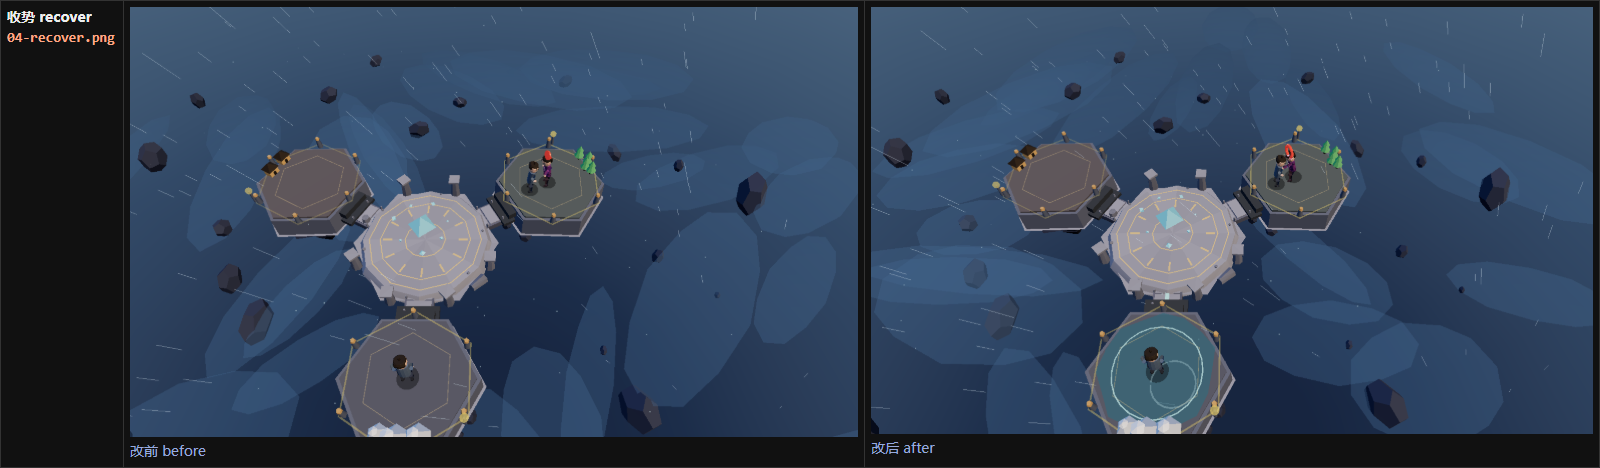 收势 recover
04-recover.png
改前 before
改后 after